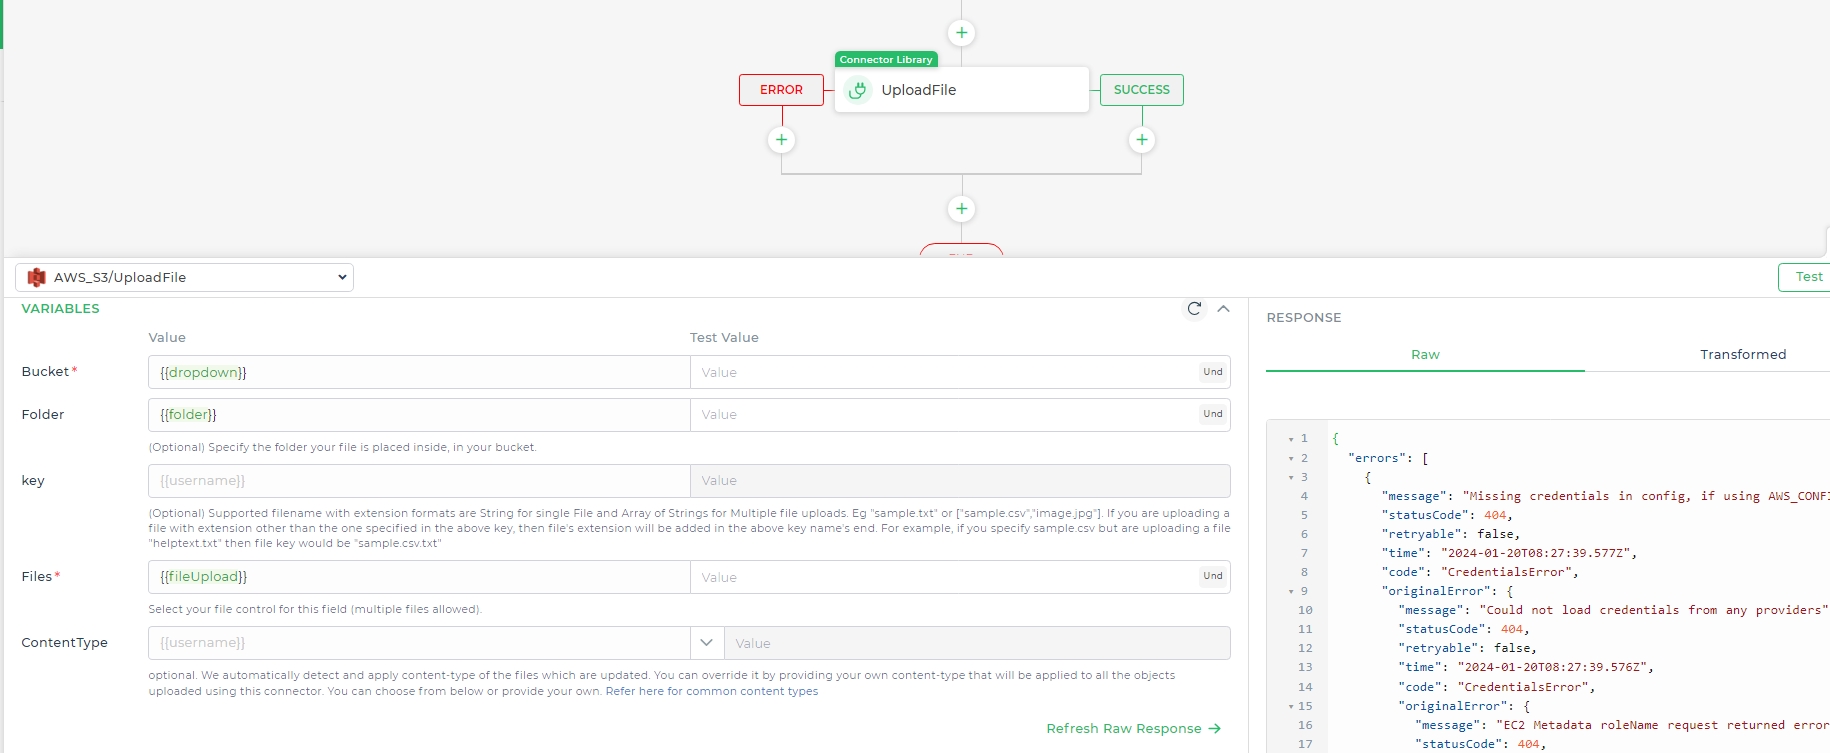 Connector Library
ERROR
UploadFile
SUCCESS
AWS_S3/UploadFile
Test
VARIABLES
Value Test Value
Bucket* {{dropdown}} Value Und
Folder {{folder}} Value Und
(Optional) Specify the folder your file is placed inside, in your bucket.
key {{username}} Value
(Optional) Supported filename with extension formats are String for single File and Array of Strings for Multiple file uploads. Eg "sample.txt" or ["sample.csv","image.jpg"]. If you are uploading a
file with extension other than the one specified in the above key, then file's extension will be added in the above key name's end. For example, if you specify sample.csv but are uploading a file
"helptext.txt" then file key would be "sample.csv.txt"
Files* {{fileUpload}} Value Und
Select your file control for this field (multiple files allowed).
ContentType {{username}} Value
optional. We automatically detect and apply content-type of the files which are updated. You can override it by providing your own content-type that will be applied to all the objects
uploaded using this connector. You can choose from below or provide your own. Refer here for common content types
Refresh Raw Response
RESPONSE
Raw Transformed
1 {
2 "errors": [
3 {
4 "message": "Missing credentials in config, if using AWS_CONFI
5 "statusCode": 404,
6 "retryable": false,
7 "time": "2024-01-20T08:27:39.577Z",
8 "code": "CredentialsError",
9 "originalError": {
10 "message": "Could not load credentials from any providers"
11 "statusCode": 404,
12 "retryable": false,
13 "time": "2024-01-20T08:27:39.576Z",
14 "code": "CredentialsError",
15 "originalError": {
16 "message": "EC2 Metadata roleName request returned error
17 "statusCode": 404,